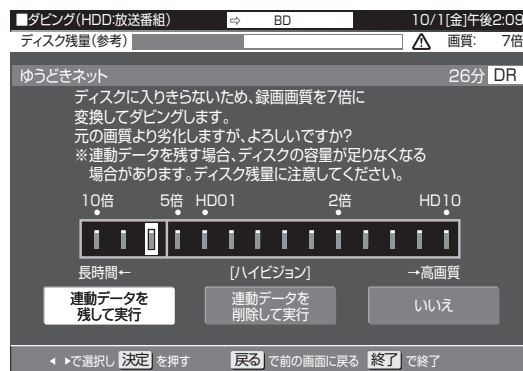 ■ダビング(HDD:放送番組) ⇨ BD 10/1[金]午後2:09
ディスク残量(参考) 画質: 7倍
ゆうどきネット 26分 DR
ディスクに入りきらないため、録画画質を7倍に
変換してダビングします。
元の画質より劣化しますが、よろしいですか?
※連動データを残す場合、ディスクの容量が足りなくなる
場合があります。ディスク残量に注意してください。
10倍 5倍 HD01 2倍 HD10
長時間← [ハイビジョン] →高画質
連動データを 連動データを いいえ
残して実行 削除して実行
で選択し 決定 を押す 戻る で前の画面に戻る 終了 で終了